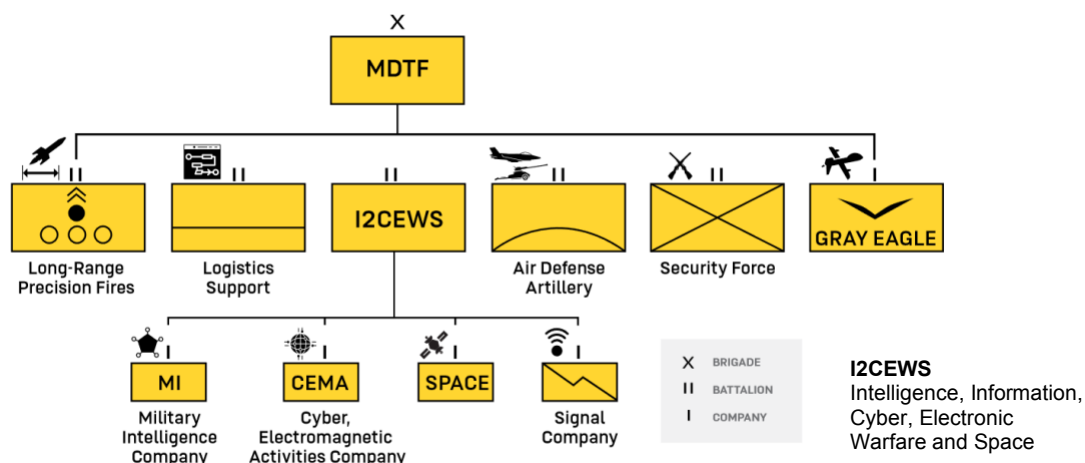 X
MDTF
II
II
II
II
II
I
I2CEWS
GRAY EAGLE
Long-Range
Precision Fires
Logistics
Support
Air Defense
Artillery
Security Force
I
I
I
I
MI
CEMA
SPACE
Military
Intelligence
Company
Cyber,
Electromagnetic
Activities Company
Signal
Company
X BRIGADE
II BATTALION
I COMPANY
I2CEWS
Intelligence, Information,
Cyber, Electronic
Warfare and Space